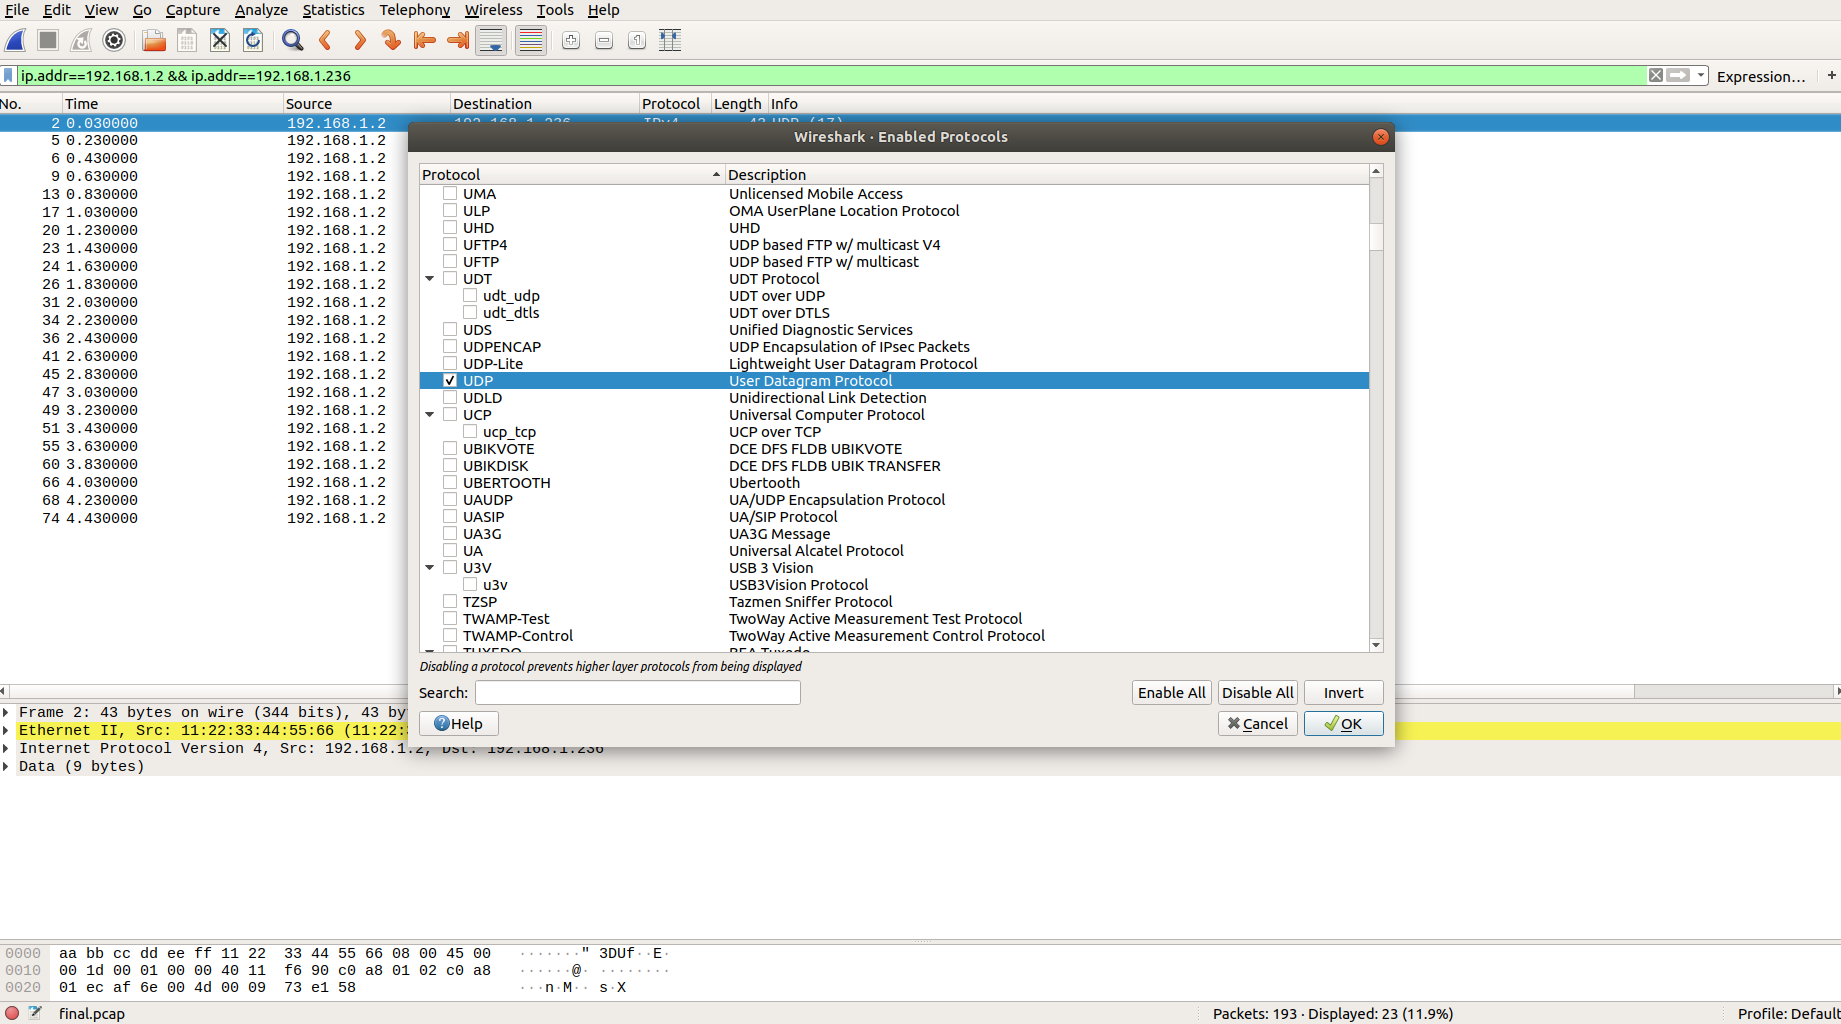 File Edit View Go Capture Analyze Statistics Telephony Wireless Tools Help
ip.addr==192.168.1.2 && ip.addr==192.168.1.236 Expression… +
No. Time Source Destination Protocol Length Info
2 0.030000 192.168.1.2 192.168.1.236 IPv4 43 UDP (17)
5 0.230000 192.168.1.2
6 0.430000 192.168.1.2
9 0.630000 192.168.1.2
13 0.830000 192.168.1.2
17 1.030000 192.168.1.2
20 1.230000 192.168.1.2
23 1.430000 192.168.1.2
24 1.630000 192.168.1.2
26 1.830000 192.168.1.2
31 2.030000 192.168.1.2
34 2.230000 192.168.1.2
36 2.430000 192.168.1.2
41 2.630000 192.168.1.2
45 2.830000 192.168.1.2
47 3.030000 192.168.1.2
49 3.230000 192.168.1.2
51 3.430000 192.168.1.2
55 3.630000 192.168.1.2
60 3.830000 192.168.1.2
66 4.030000 192.168.1.2
68 4.230000 192.168.1.2
74 4.430000 192.168.1.2
Wireshark · Enabled Protocols
Protocol Description
UMA Unlicensed Mobile Access
ULP OMA UserPlane Location Protocol
UHD UHD
UFTP4 UDP based FTP w/ multicast V4
UFTP UDP based FTP w/ multicast
UDT UDT Protocol
udt_udp UDT over UDP
udt_dtls UDT over DTLS
UDS Unified Diagnostic Services
UDPENCAP UDP Encapsulation of IPsec Packets
UDP-Lite Lightweight User Datagram Protocol
UDP User Datagram Protocol
UDLD Unidirectional Link Detection
UCP Universal Computer Protocol
ucp_tcp UCP over TCP
UBIKVOTE DCE DFS FLDB UBIKVOTE
UBIKDISK DCE DFS FLDB UBIK TRANSFER
UBERTOOTH Ubertooth
UAUDP UA/UDP Encapsulation Protocol
UASIP UA/SIP Protocol
UA3G UA3G Message
UA Universal Alcatel Protocol
U3V USB 3 Vision
u3v USB3Vision Protocol
TZSP Tazmen Sniffer Protocol
TWAMP-Test TwoWay Active Measurement Test Protocol
TWAMP-Control TwoWay Active Measurement Control Protocol
TUXEDO BEA Tuxedo
Disabling a protocol prevents higher layer protocols from being displayed
Search: Enable All Disable All Invert
Help Cancel OK
Frame 2: 43 bytes on wire (344 bits), 43 by
Ethernet II, Src: 11:22:33:44:55:66 (11:22:
Internet Protocol Version 4, Src: 192.168.1.2, Dst: 192.168.1.236
Data (9 bytes)
0000 aa bb cc dd ee ff 11 22 33 44 55 66 08 00 45 00 ·······" 3DUf··E·
0010 00 1d 00 01 00 00 40 11 f6 90 c0 a8 01 02 c0 a8 ······@· ········
0020 01 ec af 6e 00 4d 00 09 73 e1 58 ···n·M·· s·X
final.pcap Packets: 193 · Displayed: 23 (11.9%) Profile: Default